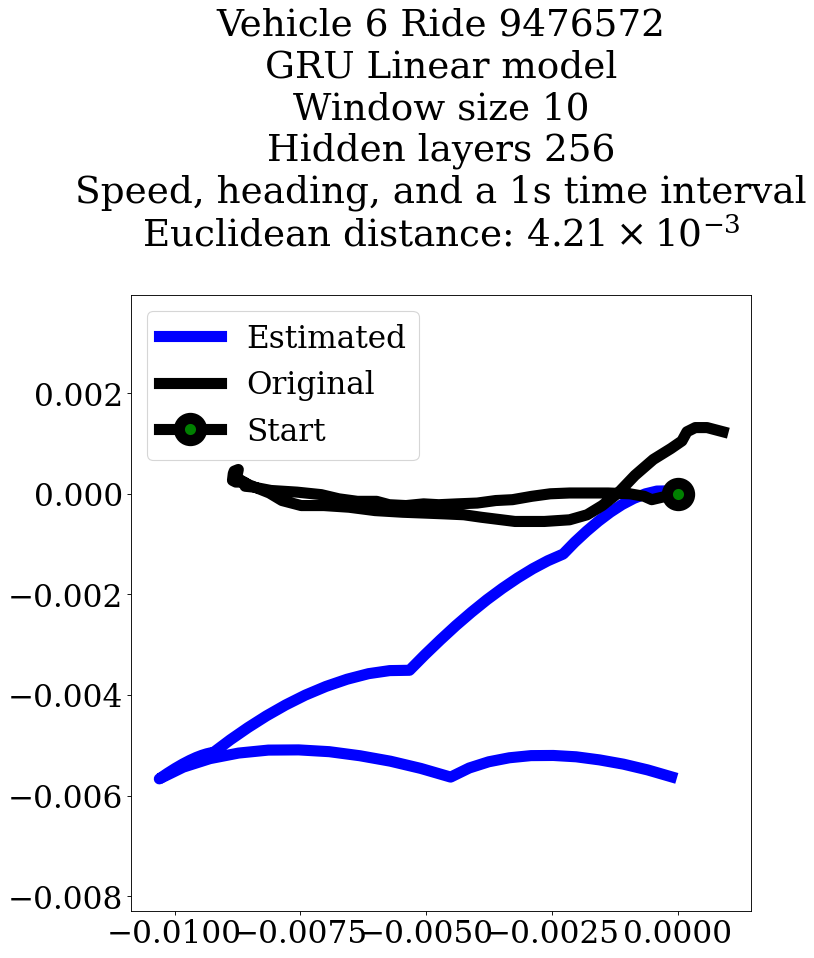 Vehicle 6 Ride 9476572
GRU Linear model
Window size 10
Hidden layers 256
Speed, heading, and a 1s time interval
Euclidean distance: 4.21 × 10⁻³
Estimated
Original
Start
0.002
0.000
−0.002
−0.004
−0.006
−0.008
−0.0100 −0.0075 −0.0050 −0.0025 0.0000